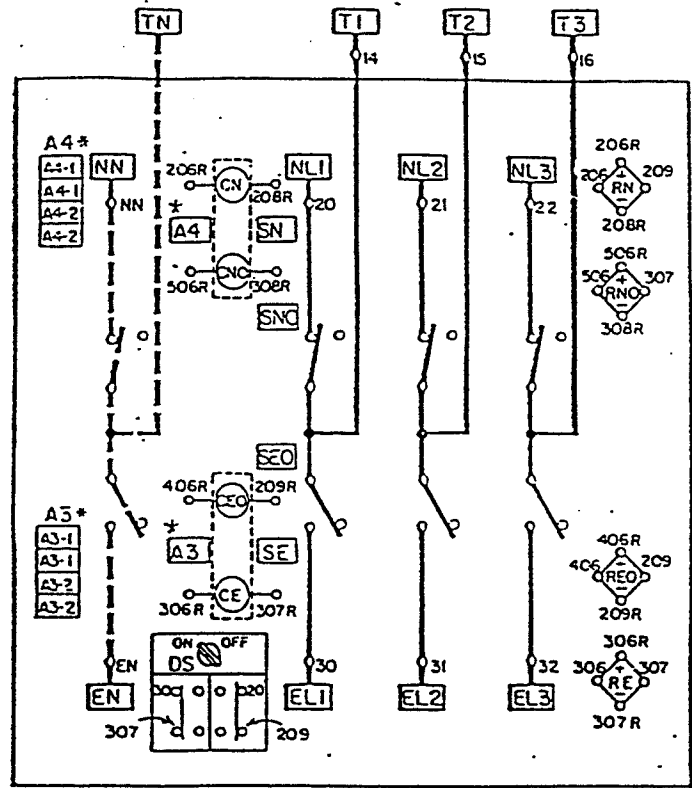 TN T1 T2 T3
14 15 16
A4*
A4-1
A4-1
A4-2
A4-2
NN
NN
206R CN 208R
*
A4 SN
506R CNO 308R
SNO
NL1
20
NL2
21
NL3
22
206R
206 + RN - 209
208R
506R
506 + RNO - 307
308R
SEO
406R CEO 209R
*
A3 SE
306R CE 307R
A3*
A3-1
A3-1
A3-2
A3-2
406R
406 REO - 209
209R
306R
306 + RE - 307
307R
EN
EN
ON OFF
DS
30 20
307 209
30
EL1
31
EL2
32
EL3